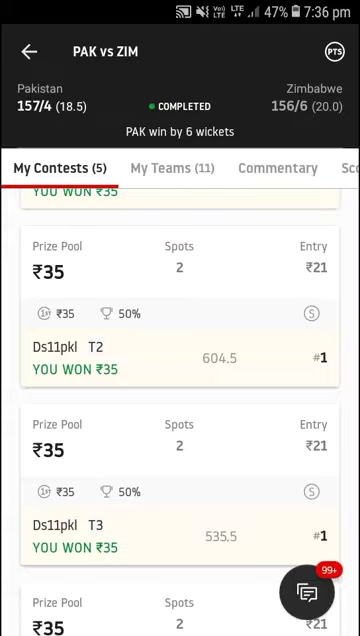 Vo)) LTE LTE 47% 7:36 pm
PAK vs ZIM PTS
Pakistan Zimbabwe
157/4 (18.5) COMPLETED 156/6 (20.0)
PAK win by 6 wickets
My Contests (5) My Teams (11) Commentary Sco
YOU WON ₹35
Prize Pool Spots Entry
₹35 2 ₹21
1st ₹35 50% S
Ds11pkl T2 604.5 #1
YOU WON ₹35
Prize Pool Spots Entry
₹35 2 ₹21
1st ₹35 50% S
Ds11pkl T3 535.5 #1
YOU WON ₹35
99+
Prize Pool Spots
₹35 2 ₹21